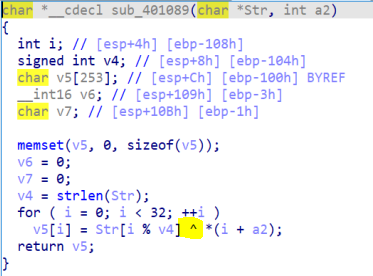 char *__cdecl sub_401089(char *Str, int a2)
{
  int i; // [esp+4h] [ebp-108h]
  signed int v4; // [esp+8h] [ebp-104h]
  char v5[253]; // [esp+Ch] [ebp-100h] BYREF
  __int16 v6; // [esp+109h] [ebp-3h]
  char v7; // [esp+10Bh] [ebp-1h]

  memset(v5, 0, sizeof(v5));
  v6 = 0;
  v7 = 0;
  v4 = strlen(Str);
  for ( i = 0; i < 32; ++i )
    v5[i] = Str[i % v4] ^ *(i + a2);
  return v5;
}